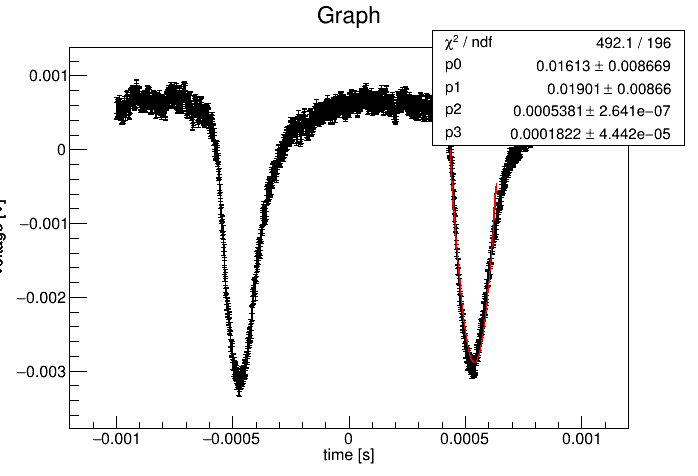 Graph
χ² / ndf 492.1 / 196
p0 0.01613 ± 0.008669
p1 0.01901 ± 0.00866
p2 0.0005381 ± 2.641e−07
p3 0.0001822 ± 4.442e−05
0.001
0
−0.001
−0.002
−0.003
−0.001 −0.0005 0 0.0005 0.001
time [s]